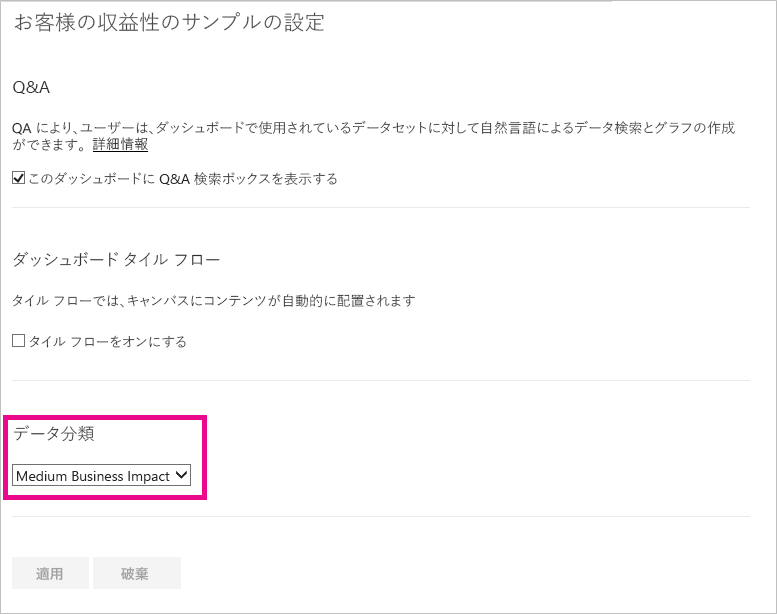 お客様の収益性のサンプルの設定
Q&A
QA により、ユーザーは、ダッシュボードで使用されているデータセットに対して自然言語によるデータ検索とグラフの作成
ができます。 詳細情報
このダッシュボードに Q&A 検索ボックスを表示する
ダッシュボード タイル フロー
タイル フローでは、キャンバスにコンテンツが自動的に配置されます
タイル フローをオンにする
データ分類
Medium Business Impact
適用 破棄